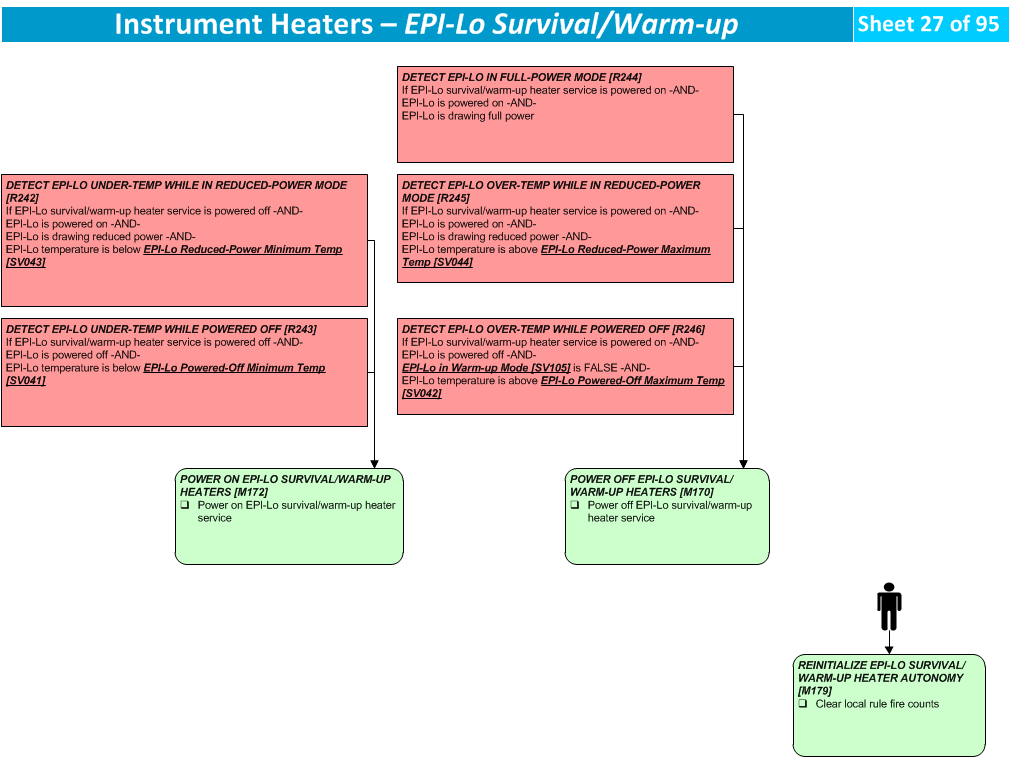 Instrument Heaters – EPI-Lo Survival/Warm-up
Sheet 27 of 95
DETECT EPI-LO IN FULL-POWER MODE [R244]
If EPI-Lo survival/warm-up heater service is powered on -AND-
EPI-Lo is powered on -AND-
EPI-Lo is drawing full power
DETECT EPI-LO UNDER-TEMP WHILE IN REDUCED-POWER MODE
[R242]
If EPI-Lo survival/warm-up heater service is powered off -AND-
EPI-Lo is powered on -AND-
EPI-Lo is drawing reduced power -AND-
EPI-Lo temperature is below EPI-Lo Reduced-Power Minimum Temp
[SV043]
DETECT EPI-LO OVER-TEMP WHILE IN REDUCED-POWER
MODE [R245]
If EPI-Lo survival/warm-up heater service is powered on -AND-
EPI-Lo is powered on -AND-
EPI-Lo is drawing reduced power -AND-
EPI-Lo temperature is above EPI-Lo Reduced-Power Maximum
Temp [SV044]
DETECT EPI-LO UNDER-TEMP WHILE POWERED OFF [R243]
If EPI-Lo survival/warm-up heater service is powered off -AND-
EPI-Lo is powered off -AND-
EPI-Lo temperature is below EPI-Lo Powered-Off Minimum Temp
[SV041]
DETECT EPI-LO OVER-TEMP WHILE POWERED OFF [R246]
If EPI-Lo survival/warm-up heater service is powered on -AND-
EPI-Lo is powered off -AND-
EPI-Lo in Warm-up Mode [SV105] is FALSE -AND-
EPI-Lo temperature is above EPI-Lo Powered-Off Maximum Temp
[SV042]
POWER ON EPI-LO SURVIVAL/WARM-UP
HEATERS [M172]
❑ Power on EPI-Lo survival/warm-up heater
service
POWER OFF EPI-LO SURVIVAL/
WARM-UP HEATERS [M170]
❑ Power off EPI-Lo survival/warm-up
heater service
REINITIALIZE EPI-LO SURVIVAL/
WARM-UP HEATER AUTONOMY
[M179]
❑ Clear local rule fire counts